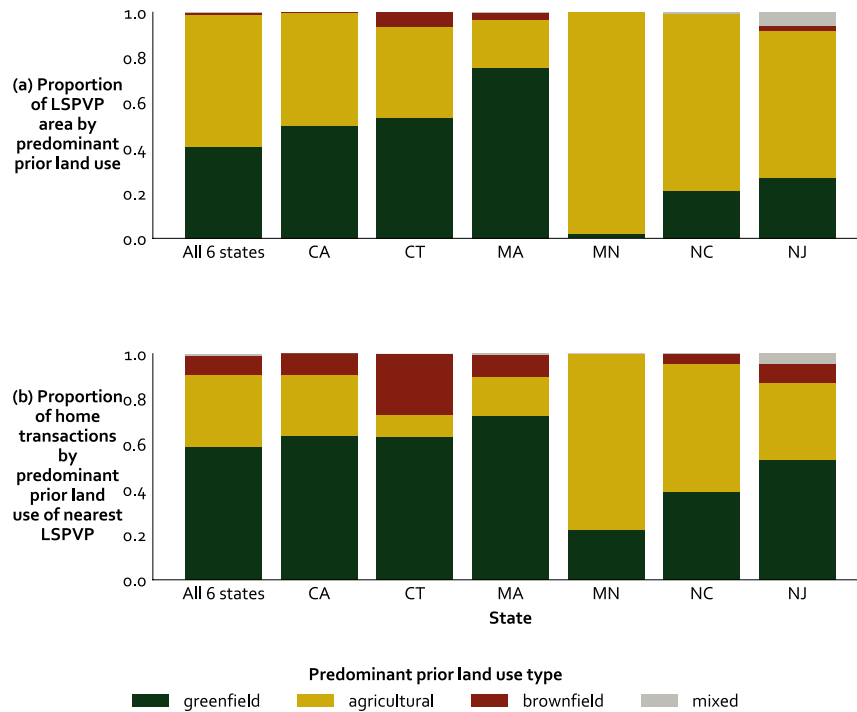 (a) Proportion
of LSPVP
area by
predominant
prior land use
1.0
0.8
0.6
0.4
0.2
0.0
All 6 states CA CT MA MN NC NJ
(b) Proportion
of home
transactions
by
predominant
prior land
use of nearest
LSPVP
1.0
0.8
0.6
0.4
0.2
0.0
All 6 states CA CT MA MN NC NJ
State
Predominant prior land use type
greenfield agricultural brownfield mixed